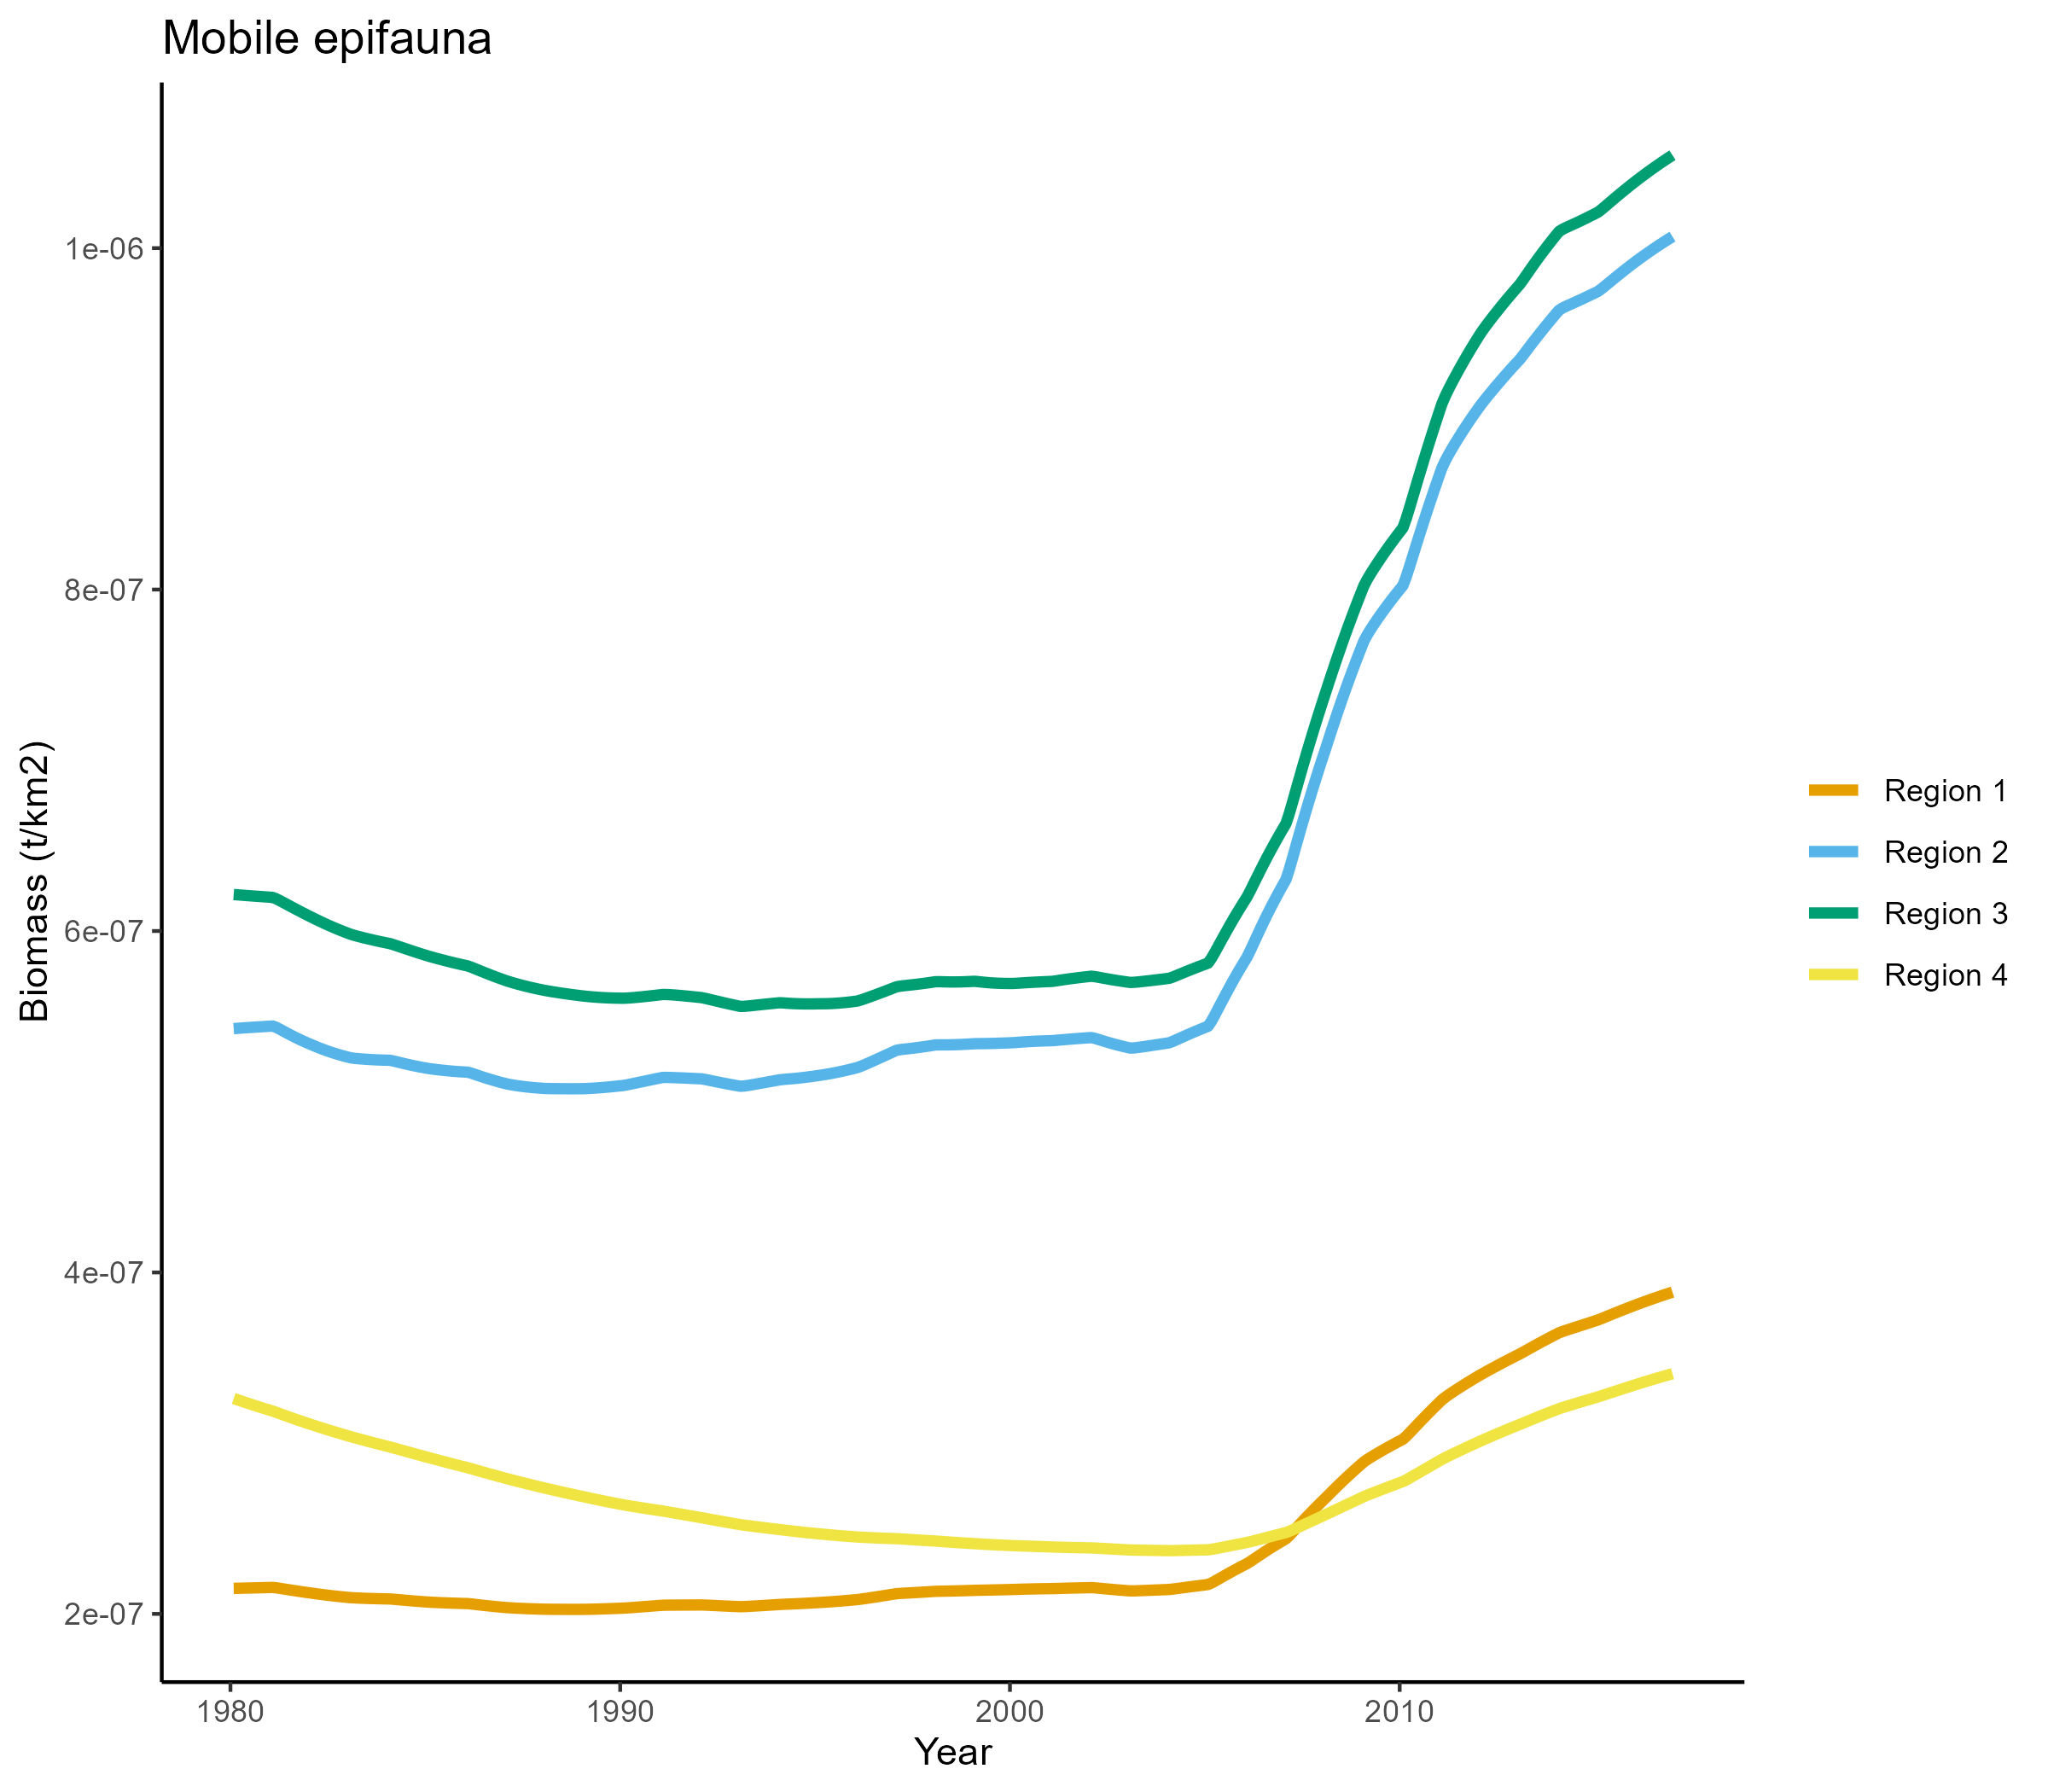 Mobile epifauna
Biomass (t/km2)
1e-06
8e-07
6e-07
4e-07
2e-07
1980 1990 2000 2010
Year
Region 1
Region 2
Region 3
Region 4